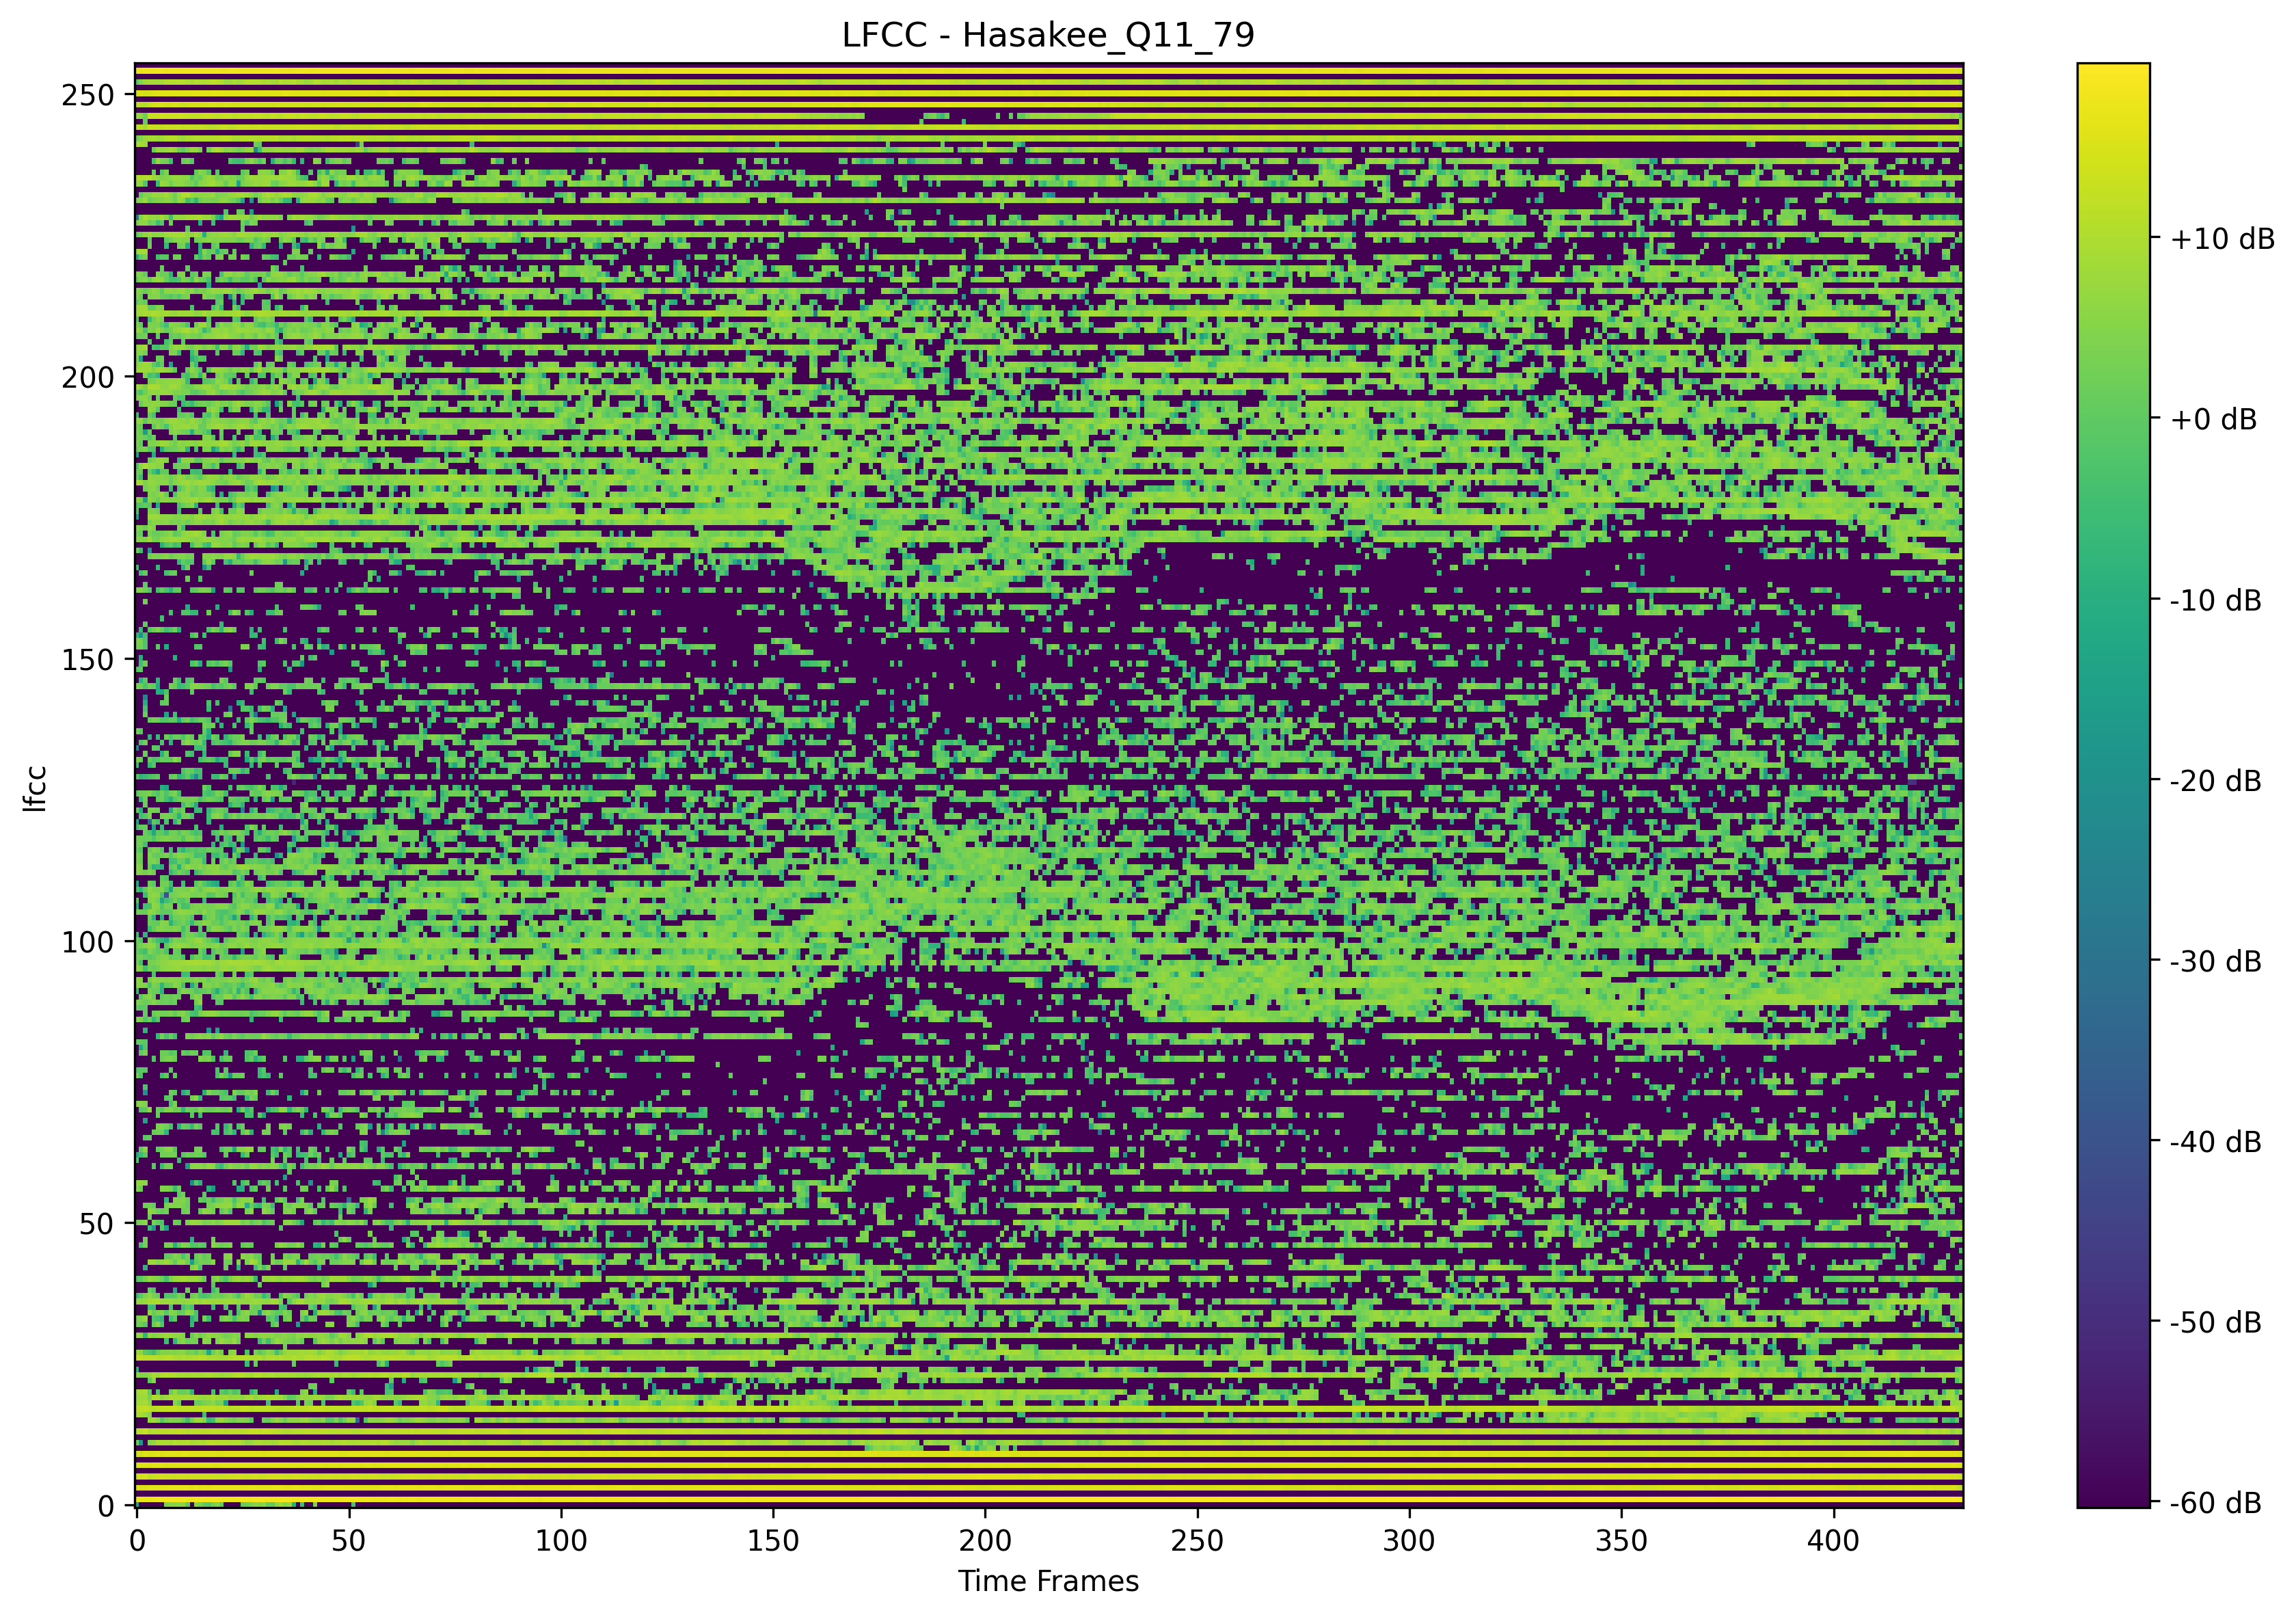 LFCC - Hasakee_Q11_79
250
200
150
100
50
0
lfcc
0 50 100 150 200 250 300 350 400
Time Frames
+10 dB
+0 dB
-10 dB
-20 dB
-30 dB
-40 dB
-50 dB
-60 dB